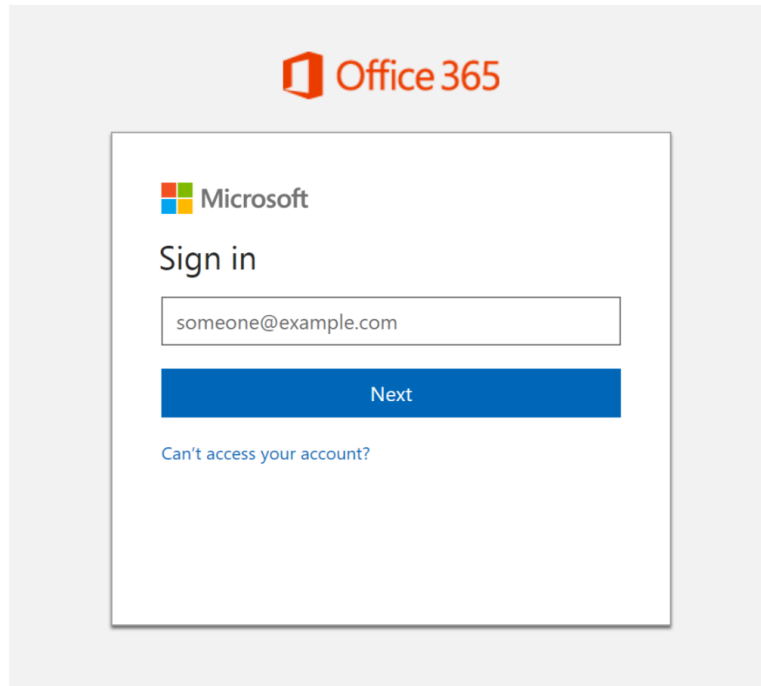 Office 365
Microsoft
Sign in
someone@example.com
Next
Can't access your account?